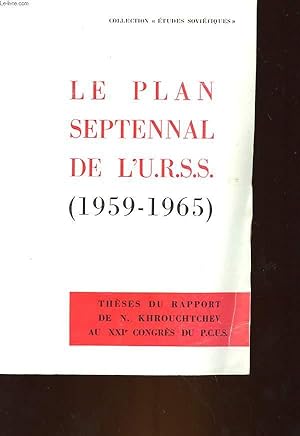 COLLECTION « ÉTUDES SOVIÉTIQUES »
LE PLAN
SEPTENNAL
DE L'U.R.S.S.
(1959-1965)
THÈSES DU RAPPORT
DE N. KHROUCHTCHEV
AU XXIe CONGRÈS DU P.C.U.S.